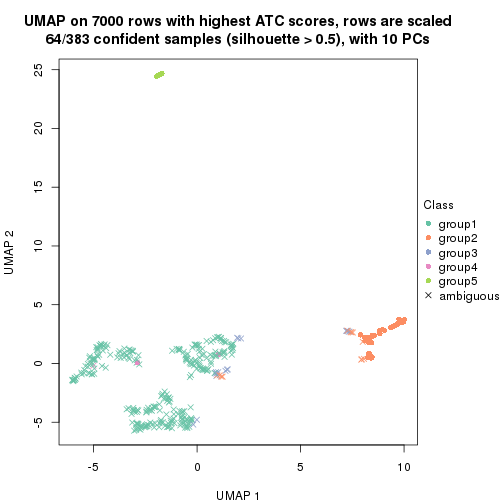 UMAP on 7000 rows with highest ATC scores, rows are scaled
64/383 confident samples (silhouette > 0.5), with 10 PCs
25
20
15
10
5
0
-5
UMAP 2
-5
0
5
10
UMAP 1
Class
group1
group2
group3
group4
group5
ambiguous